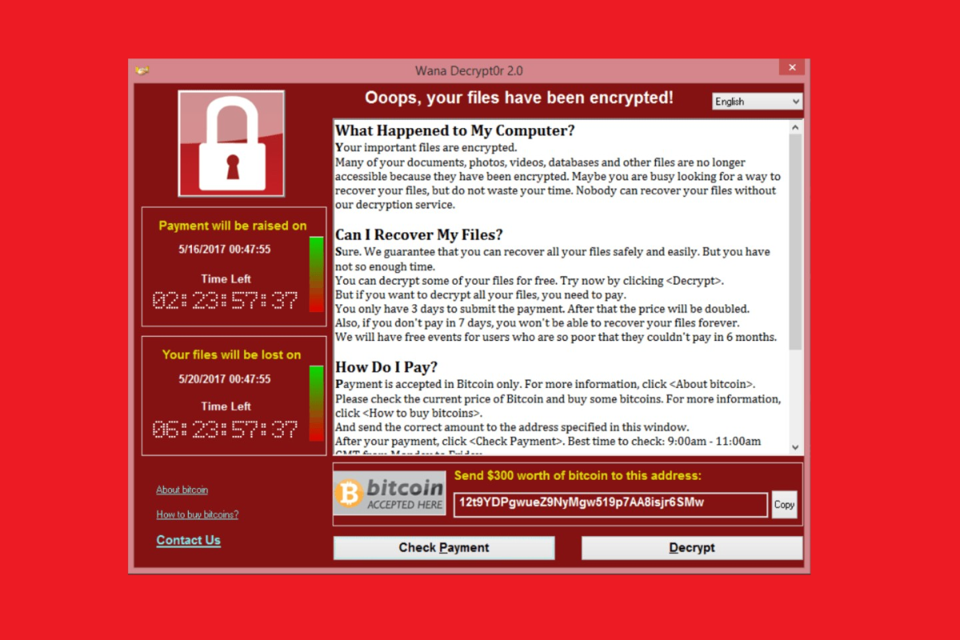 Wana Decrypt0r 2.0
Ooops, your files have been encrypted!
English
Payment will be raised on
5/16/2017 00:47:55
Time Left
02:23:57:37
Your files will be lost on
5/20/2017 00:47:55
Time Left
06:23:57:37
About bitcoin
How to buy bitcoins?
Contact Us
What Happened to My Computer?
Your important files are encrypted.
Many of your documents, photos, videos, databases and other files are no longer
accessible because they have been encrypted. Maybe you are busy looking for a way to
recover your files, but do not waste your time. Nobody can recover your files without
our decryption service.
Can I Recover My Files?
Sure. We guarantee that you can recover all your files safely and easily. But you have
not so enough time.
You can decrypt some of your files for free. Try now by clicking <Decrypt>.
But if you want to decrypt all your files, you need to pay.
You only have 3 days to submit the payment. After that the price will be doubled.
Also, if you don't pay in 7 days, you won't be able to recover your files forever.
We will have free events for users who are so poor that they couldn't pay in 6 months.
How Do I Pay?
Payment is accepted in Bitcoin only. For more information, click <About bitcoin>.
Please check the current price of Bitcoin and buy some bitcoins. For more information,
click <How to buy bitcoins>.
And send the correct amount to the address specified in this window.
After your payment, click <Check Payment>. Best time to check: 9:00am - 11:00am
GMT from Monday to Friday.
bitcoin
ACCEPTED HERE
Send $300 worth of bitcoin to this address:
12t9YDPgwueZ9NyMgw519p7AA8isjr6SMw
Copy
Check Payment
Decrypt